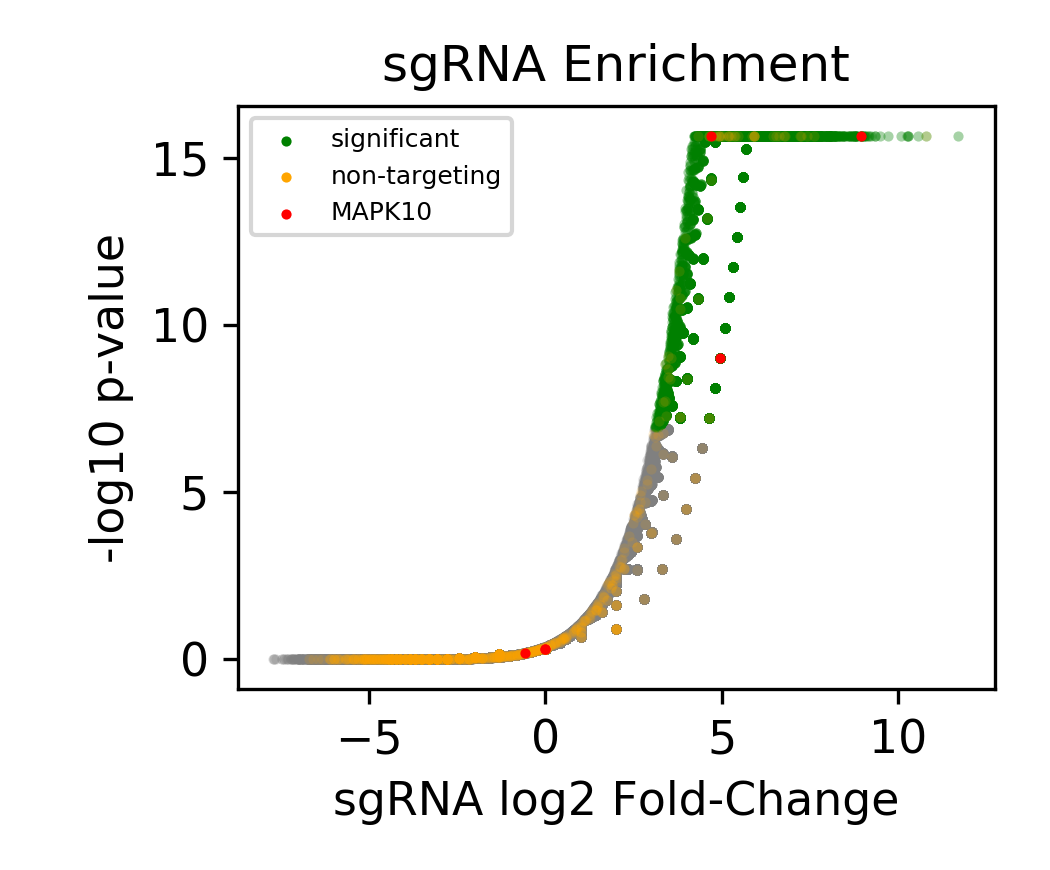 sgRNA Enrichment
significant
non-targeting
MAPK10
15
10
5
0
-log10 p-value
−5 0 5 10
sgRNA log2 Fold-Change